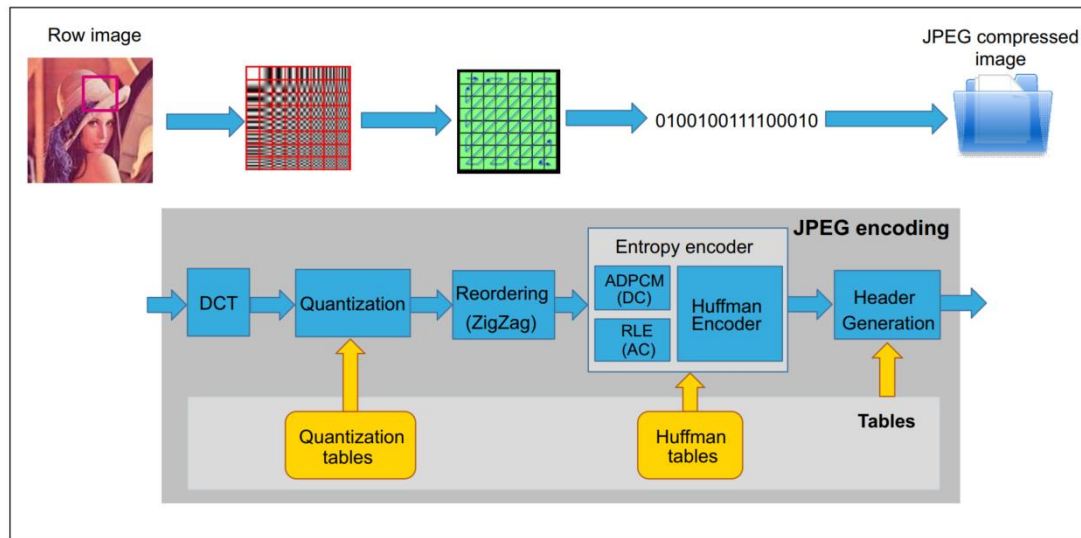 Row image
JPEG compressed
image
0100100111100010
JPEG encoding
Entropy encoder
DCT
Quantization
Reordering
(ZigZag)
ADPCM
(DC)
RLE
(AC)
Huffman
Encoder
Header
Generation
Tables
Quantization
tables
Huffman
tables